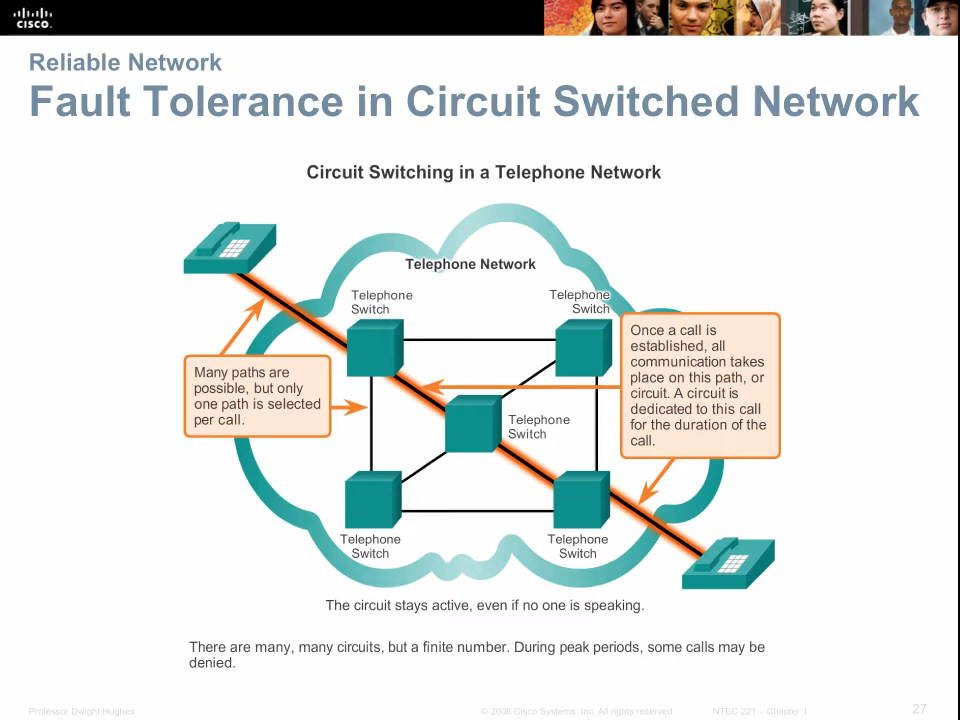 CISCO.
Reliable Network
Fault Tolerance in Circuit Switched Network
Circuit Switching in a Telephone Network
Telephone Network
Telephone
Switch
Telephone
Switch
Many paths are
possible, but only
one path is selected
per call.
Once a call is
established, all
communication takes
place on this path, or
circuit. A circuit is
dedicated to this call
for the duration of the
call.
Telephone
Switch
Telephone
Switch
Telephone
Switch
The circuit stays active, even if no one is speaking.
There are many, many circuits, but a finite number. During peak periods, some calls may be
denied.
Professor Dwight Hughes
© 2008 Cisco Systems, Inc. All rights reserved
NTEC 221 – Chapter 1
27